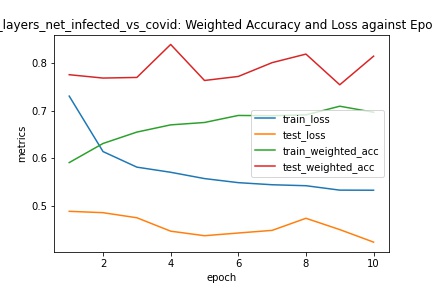 _layers_net_infected_vs_covid: Weighted Accuracy and Loss against Epo
0.8
0.7
0.6
0.5
metrics
train_loss
test_loss
train_weighted_acc
test_weighted_acc
2 4 6 8 10
epoch